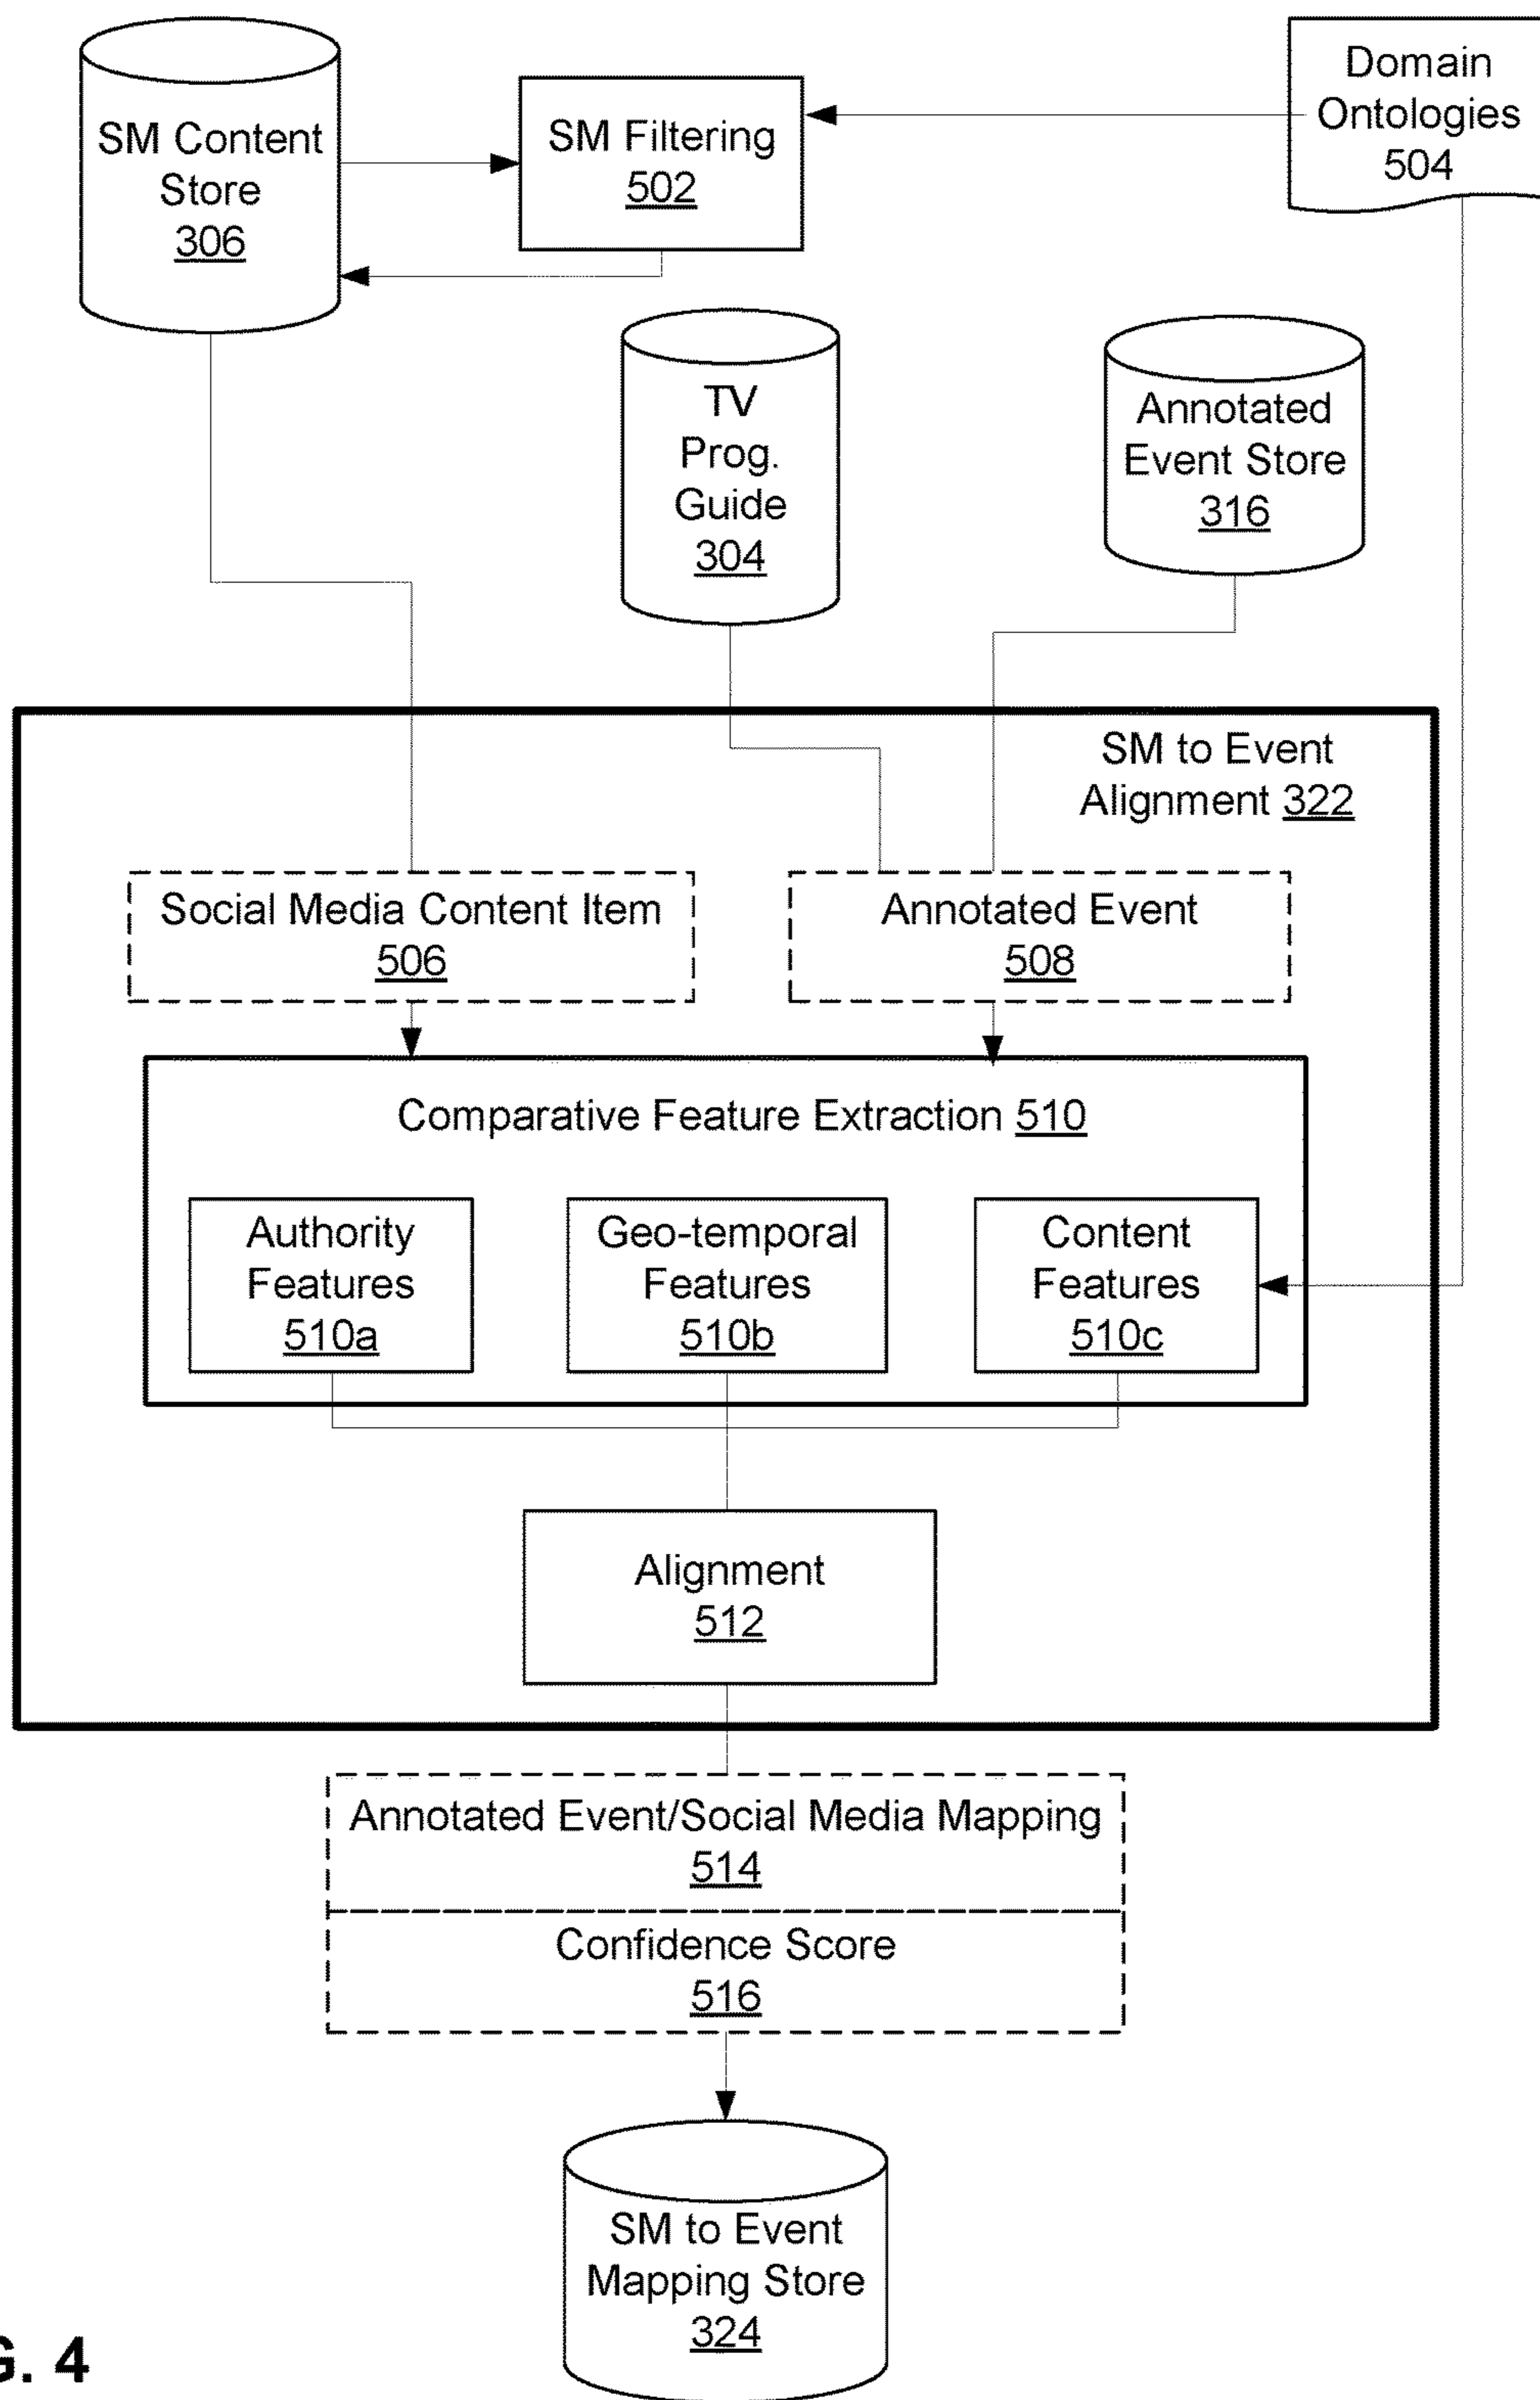 SM Content
Store
306
SM Filtering
502
Domain
Ontologies
504
TV
Prog.
Guide
304
Annotated
Event Store
316
SM to Event
Alignment 322
Social Media Content Item
506
Annotated Event
508
Comparative Feature Extraction 510
Authority
Features
510a
Geo-temporal
Features
510b
Content
Features
510c
Alignment
512
Annotated Event/Social Media Mapping
514
Confidence Score
516
SM to Event
Mapping Store
324
G. 4